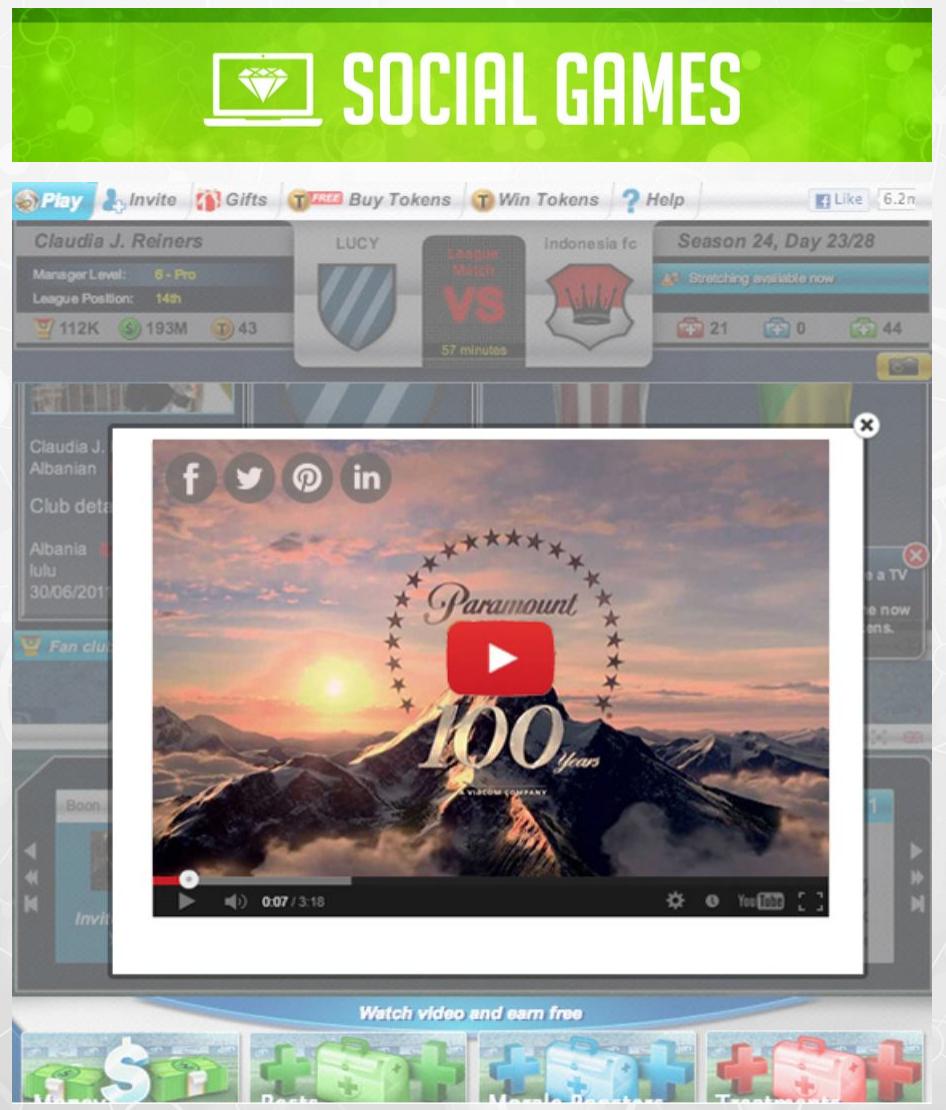 SOCIAL GAMES
Play Invite Gifts T FREE Buy Tokens T Win Tokens ? Help Like 6.2m
Claudia J. Reiners
LUCY
League
Match
VS
57 minutes
Indonesia fc
Season 24, Day 23/28
Manager Level: 6 - Pro
League Position: 14th
Stretching available now
112K $ 193M T 43
21 0 44
Claudia J.
Albanian
Club deta
Albania
lulu
30/06/201
Fan clu
f in
Paramount
100 Years
A VIACOM COMPANY
0:07 / 3:18
YouTube
e a TV
e now
ens.
Boon
1
Invit
Watch video and earn free
$
Money
Rests
Morale Boosters
Treatments